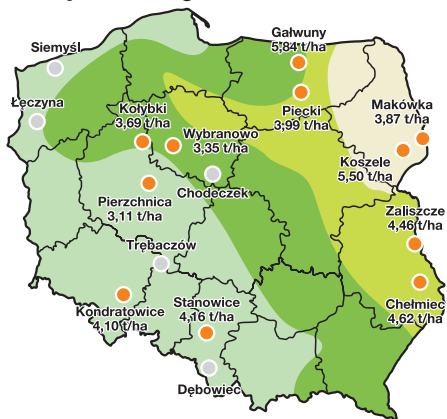 Gałwuny
5,84 t/ha
Siemyśl
Łęczyna
Kołybki
3,69 t/ha
Piecki
3,99 t/ha
Makówka
3,87 t/ha
Wybranowo
3,35 t/ha
Koszele
5,50 t/ha
Chodeczek
Pierzchnica
3,11 t/ha
Zaliszcze
4,46 t/ha
Trębaczów
Chełmiec
4,62 t/ha
Kondratowice
4,10 t/ha
Stanowice
4,16 t/ha
Dębowiec